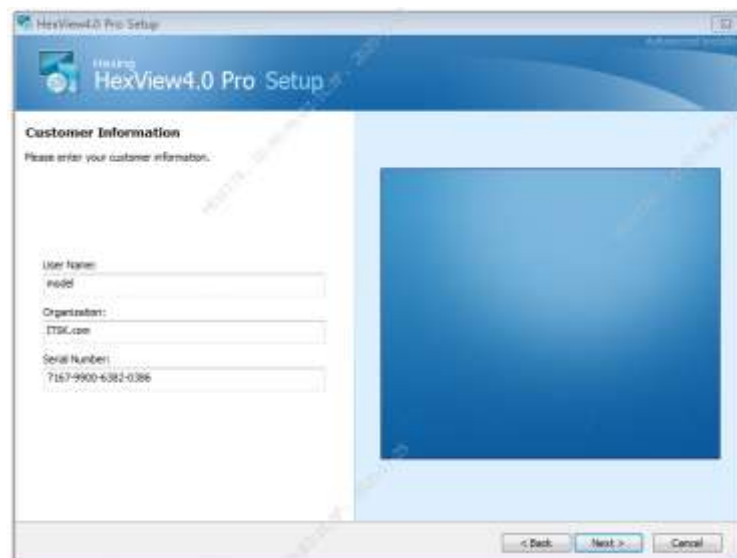 HexView4.0 Pro Setup
Hexing
HexView4.0 Pro Setup
Customer Information
Please enter your customer information.
User Name:
model
Organization:
ITSK.com
Serial Number:
7167-9900-6382-0386
< Back
Next >
Cancel